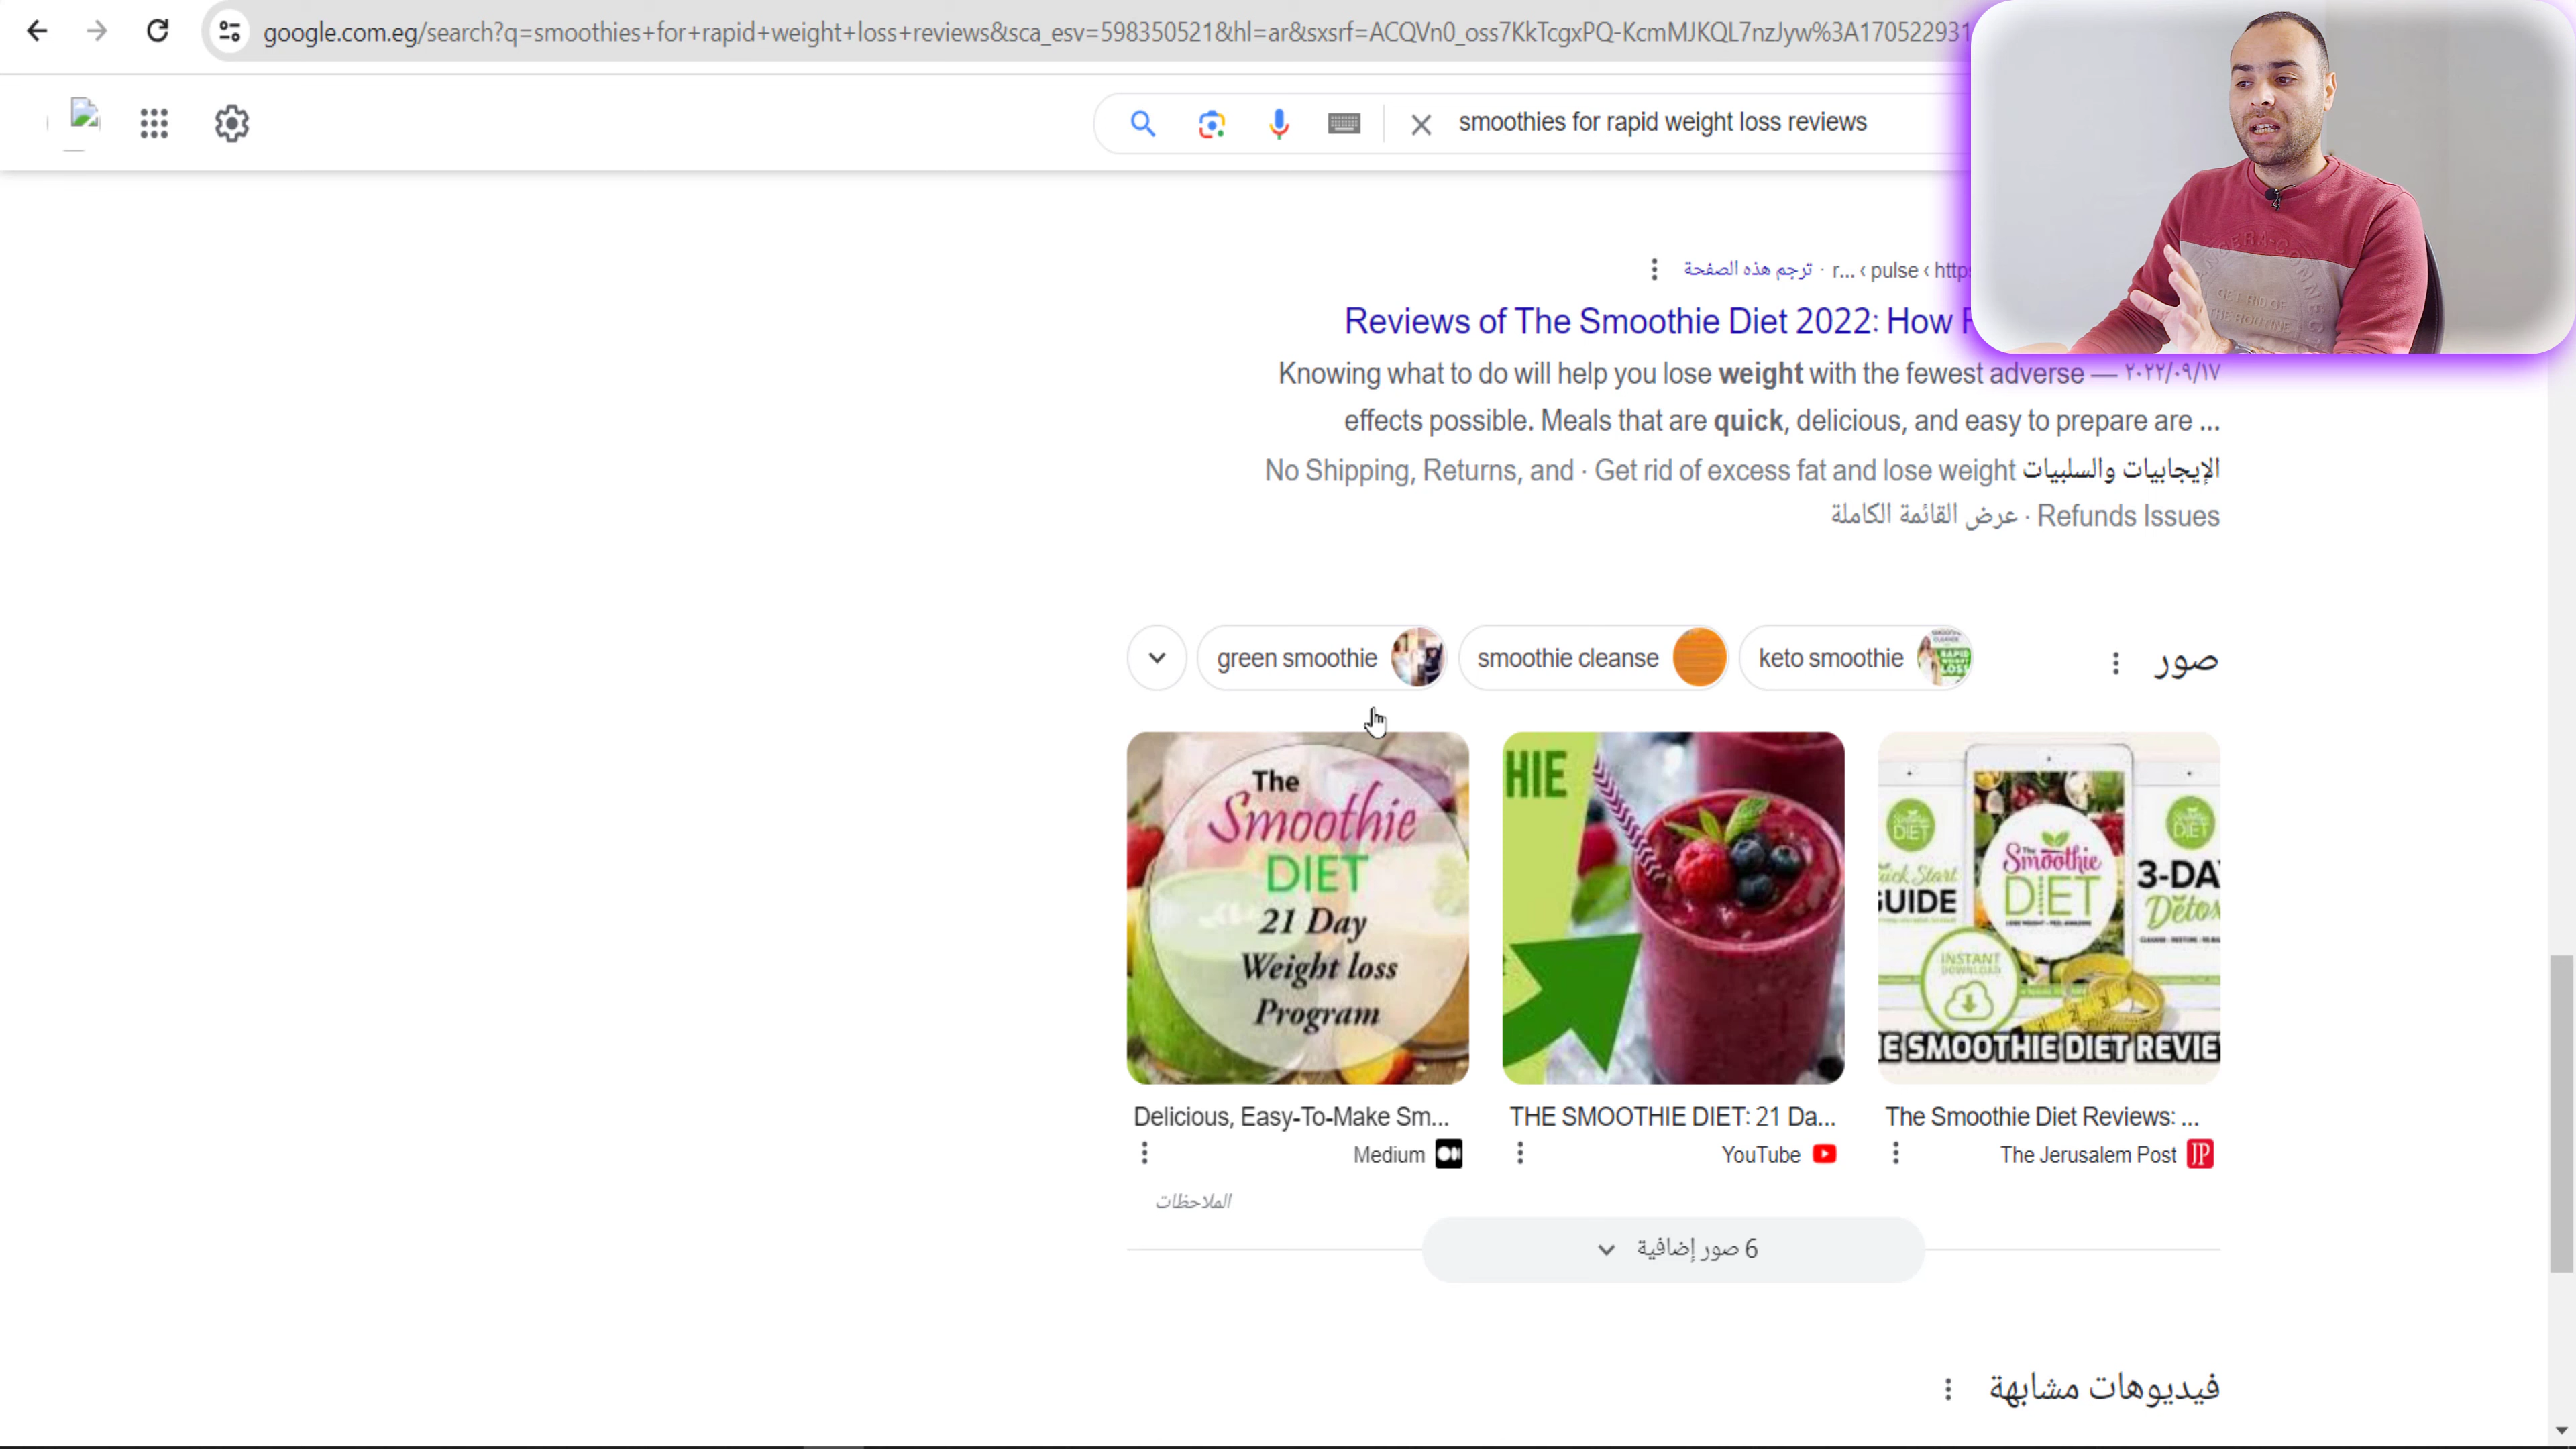 google.com.eg/search?q=smoothies+for+rapid+weight+loss+reviews&sca_esv=598350521&hl=ar&sxsrf=ACQVn0_oss7KkTcgxPQ-KcmMJKQL7nzJyw%3A170522931
smoothies for rapid weight loss reviews
ترجم هذه الصفحة · r... ‹ pulse ‹ http
Reviews of The Smoothie Diet 2022: How
Knowing what to do will help you lose weight with the fewest adverse — ٢٠٢٢/٠٩/١٧
effects possible. Meals that are quick, delicious, and easy to prepare are ...
No Shipping, Returns, and · Get rid of excess fat and lose weight الإيجابيات والسلبيات
عرض القائمة الكاملة · Refunds Issues
صور
keto smoothie
smoothie cleanse
green smoothie
The
Smoothie
DIET
21 Day
Weight loss
Program
HIE
Smoothie
DIET
GUIDE
INSTANT
DOWNLOAD
3-DA
Detox
E SMOOTHIE DIET REVIE
Delicious, Easy-To-Make Sm...
Medium
THE SMOOTHIE DIET: 21 Da...
YouTube
The Smoothie Diet Reviews: ...
The Jerusalem Post
JP
الملاحظات
6 صور إضافية
فيديوهات مشابهة